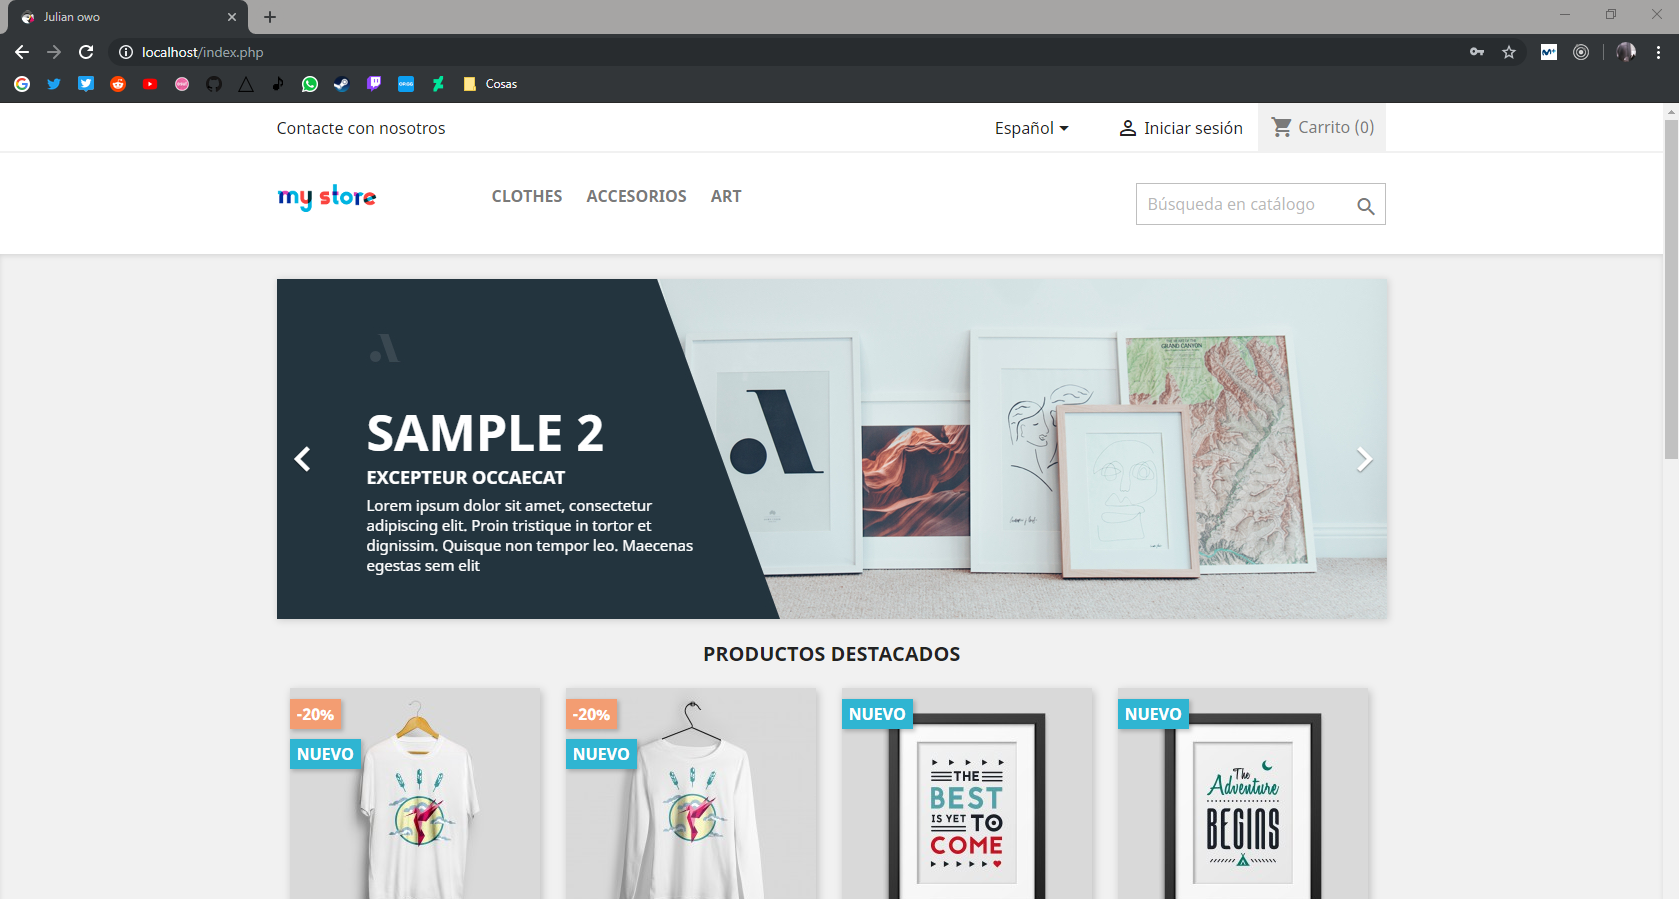 Julian owo
localhost/index.php
Cosas
Contacte con nosotros
Español
Iniciar sesión
Carrito (0)
my store
CLOTHES
ACCESORIOS
ART
Búsqueda en catálogo
SAMPLE 2
EXCEPTEUR OCCAECAT
Lorem ipsum dolor sit amet, consectetur
adipiscing elit. Proin tristique in tortor et
dignissim. Quisque non tempor leo. Maecenas
egestas sem elit
GRAND CANYON
PRODUCTOS DESTACADOS
-20%
NUEVO
-20%
NUEVO
NUEVO
THE
BEST
IS YET TO
COME
NUEVO
The
Adventure
BEGINS